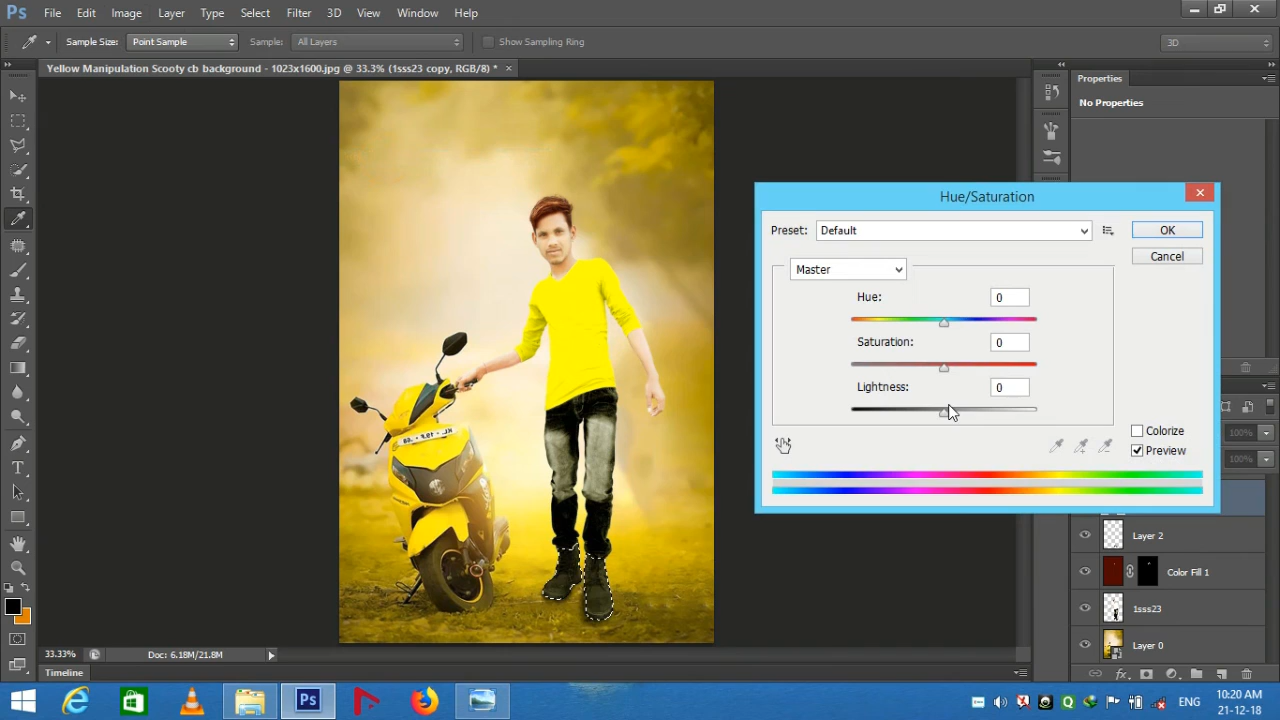 Ps File Edit Image Layer Type Select Filter 3D View Window Help
Sample Size: Point Sample Sample: All Layers Show Sampling Ring 3D
Yellow Manipulation Scooty cb background - 1023x1600.jpg @ 33.3% (1sss23 copy, RGB/8) *
Properties
No Properties
Hue/Saturation
Preset: Default
OK
Cancel
Master
Hue: 0
Saturation: 0
Lightness: 0
Colorize
Preview
100%
100%
Layer 2
Color Fill 1
1sss23
Layer 0
33.33% Doc: 6.18M/21.8M
Timeline
Ps
ENG
10:20 AM
21-12-18